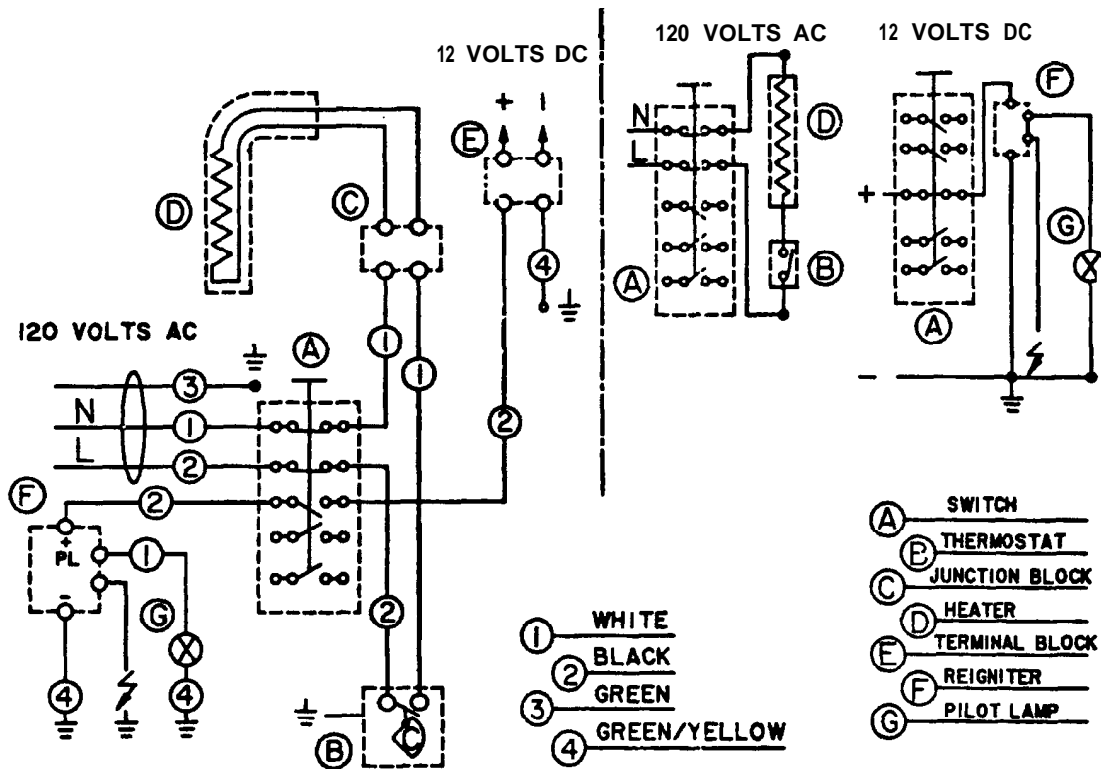 12 VOLTS DC
+ -
E
D
C
4
120 VOLTS AC
A
1
1
3
N 1
L 2
2
F
2
+
PL
1
-
G
2
4
4
B
120 VOLTS AC
N
L
D
A
B
12 VOLTS DC
F
+
G
A
-
1 WHITE
2 BLACK
3 GREEN
4 GREEN/YELLOW
A SWITCH
B THERMOSTAT
C JUNCTION BLOCK
D HEATER
E TERMINAL BLOCK
F REIGNITER
G PILOT LAMP